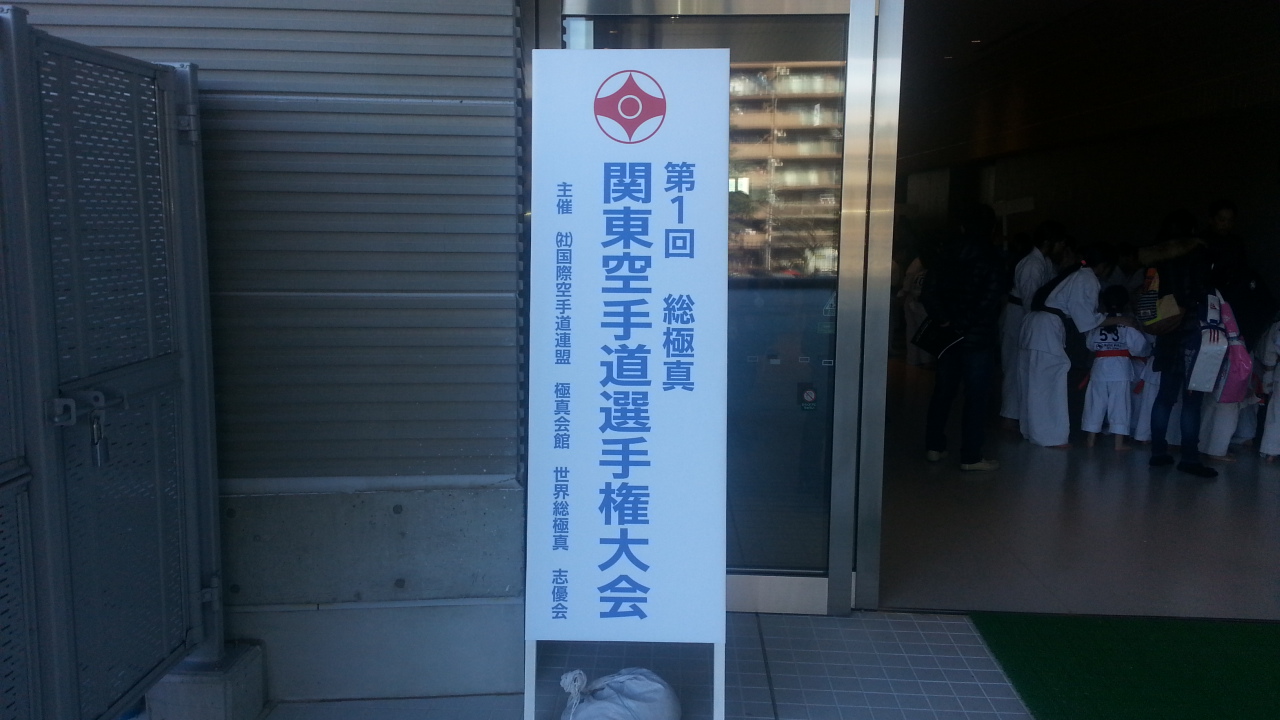 第1回 総極真
関東空手道選手権大会
主催 ㈳国際空手道連盟 極真会館 世界総極真 志優会
53